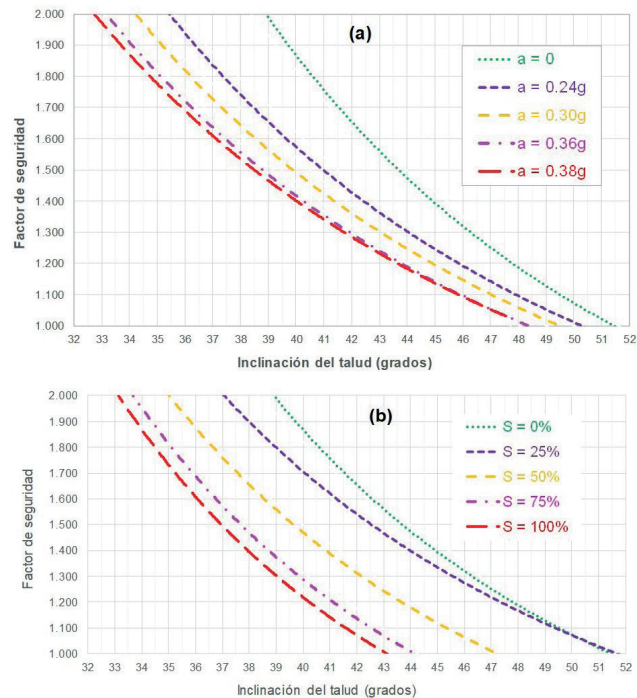 (a)
2.000
1.900
1.800
1.700
1.600
1.500
1.400
1.300
1.200
1.100
1.000
Factor de seguridad
a = 0
a = 0.24g
a = 0.30g
a = 0.36g
a = 0.38g
32 33 34 35 36 37 38 39 40 41 42 43 44 45 46 47 48 49 50 51 52
Inclinación del talud (grados)
(b)
2.000
1.900
1.800
1.700
1.600
1.500
1.400
1.300
1.200
1.100
1.000
Factor de seguridad
S = 0%
S = 25%
S = 50%
S = 75%
S = 100%
32 33 34 35 36 37 38 39 40 41 42 43 44 45 46 47 48 49 50 51 52
Inclinación del talud (grados)